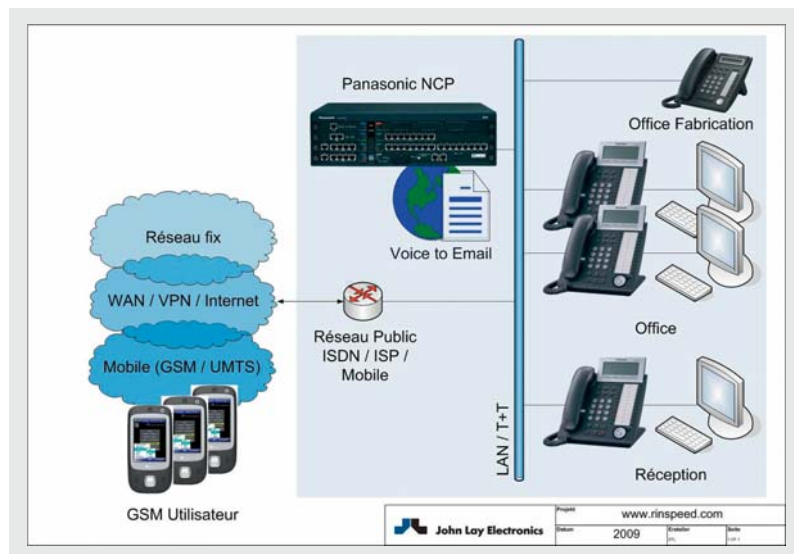 Panasonic NCP
Office Fabrication
Voice to Email
Réseau fix
WAN / VPN / Internet
Mobile (GSM / UMTS)
Réseau Public
ISDN / ISP /
Mobile
Office
LAN / T+T
Réception
GSM Utilisateur
John Lay Electronics
Projekt
www.rinspeed.com
Datum
2009
Ersteller
Seite